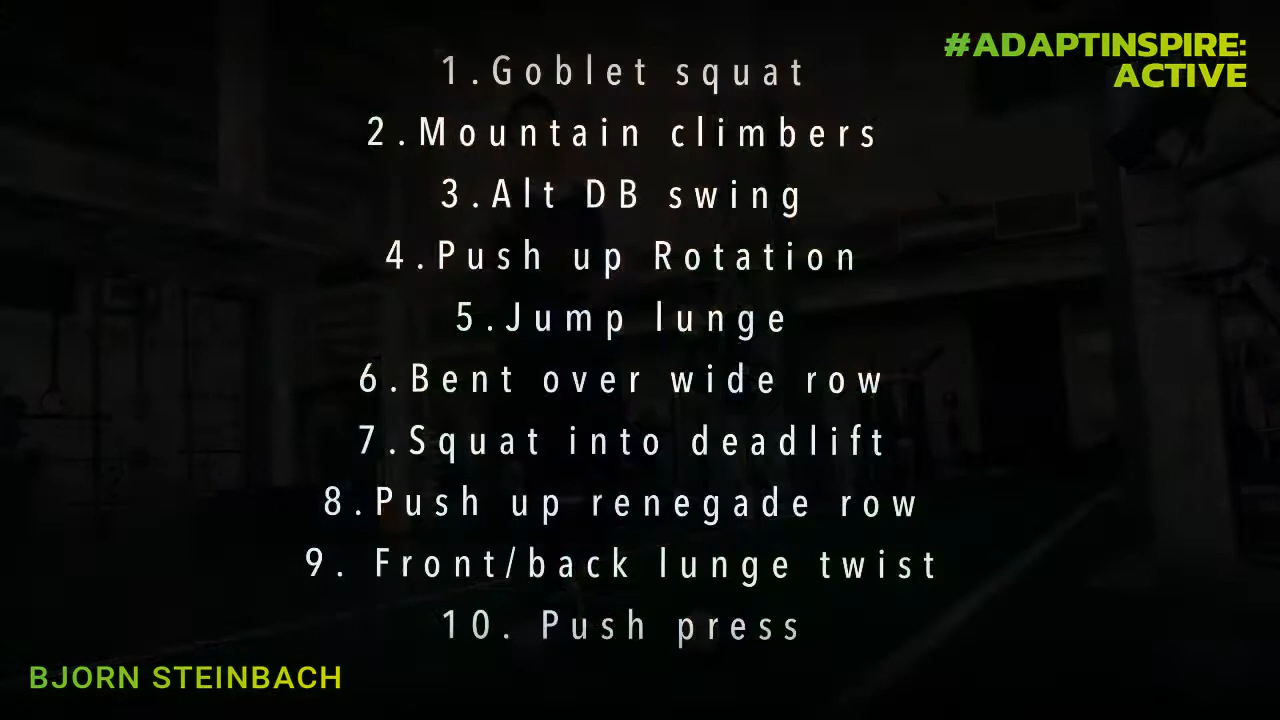 #ADAPTINSPIRE:
ACTIVE
1.Goblet squat
2.Mountain climbers
3.Alt DB swing
4.Push up Rotation
5.Jump lunge
6.Bent over wide row
7.Squat into deadlift
8.Push up renegade row
9. Front/back lunge twist
10. Push press
BJORN STEINBACH